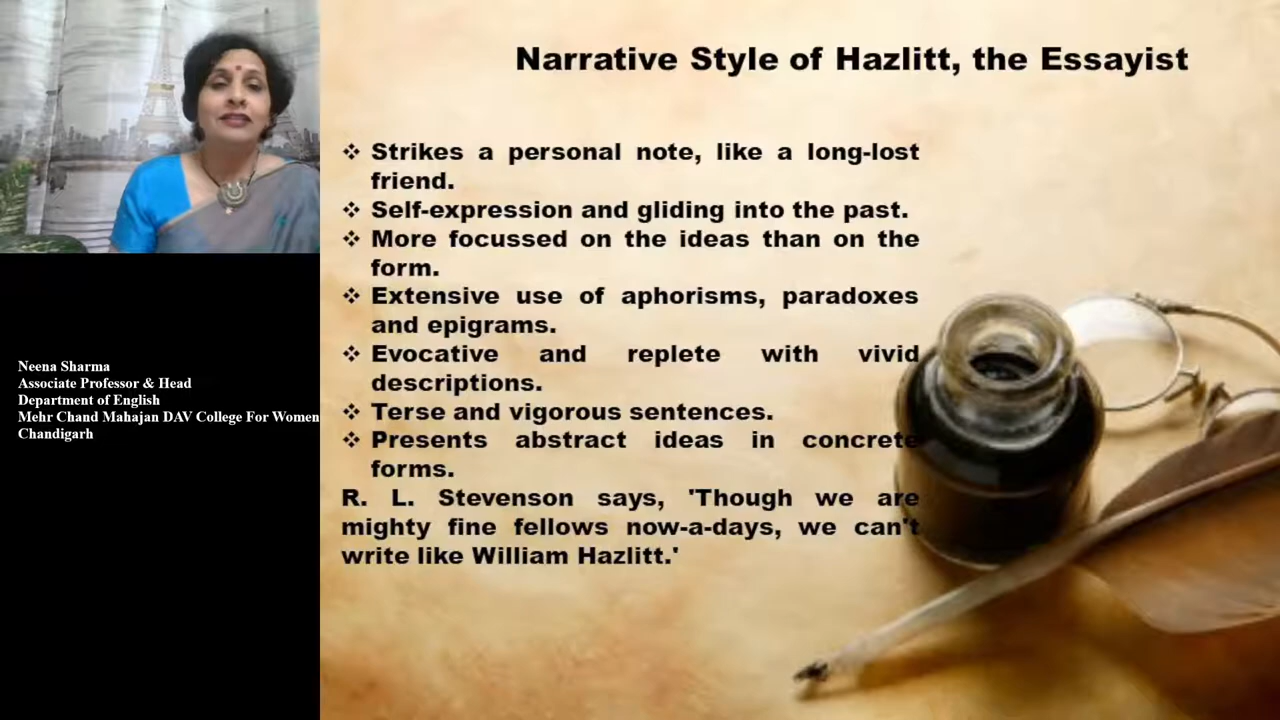 Narrative Style of Hazlitt, the Essayist
❖ Strikes a personal note, like a long-lost
friend.
❖ Self-expression and gliding into the past.
❖ More focussed on the ideas than on the
form.
❖ Extensive use of aphorisms, paradoxes
and epigrams.
❖ Evocative and replete with vivid
descriptions.
❖ Terse and vigorous sentences.
❖ Presents abstract ideas in concrete
forms.
R. L. Stevenson says, 'Though we are
mighty fine fellows now-a-days, we can't
write like William Hazlitt.'
Neena Sharma
Associate Professor & Head
Department of English
Mehr Chand Mahajan DAV College For Women
Chandigarh